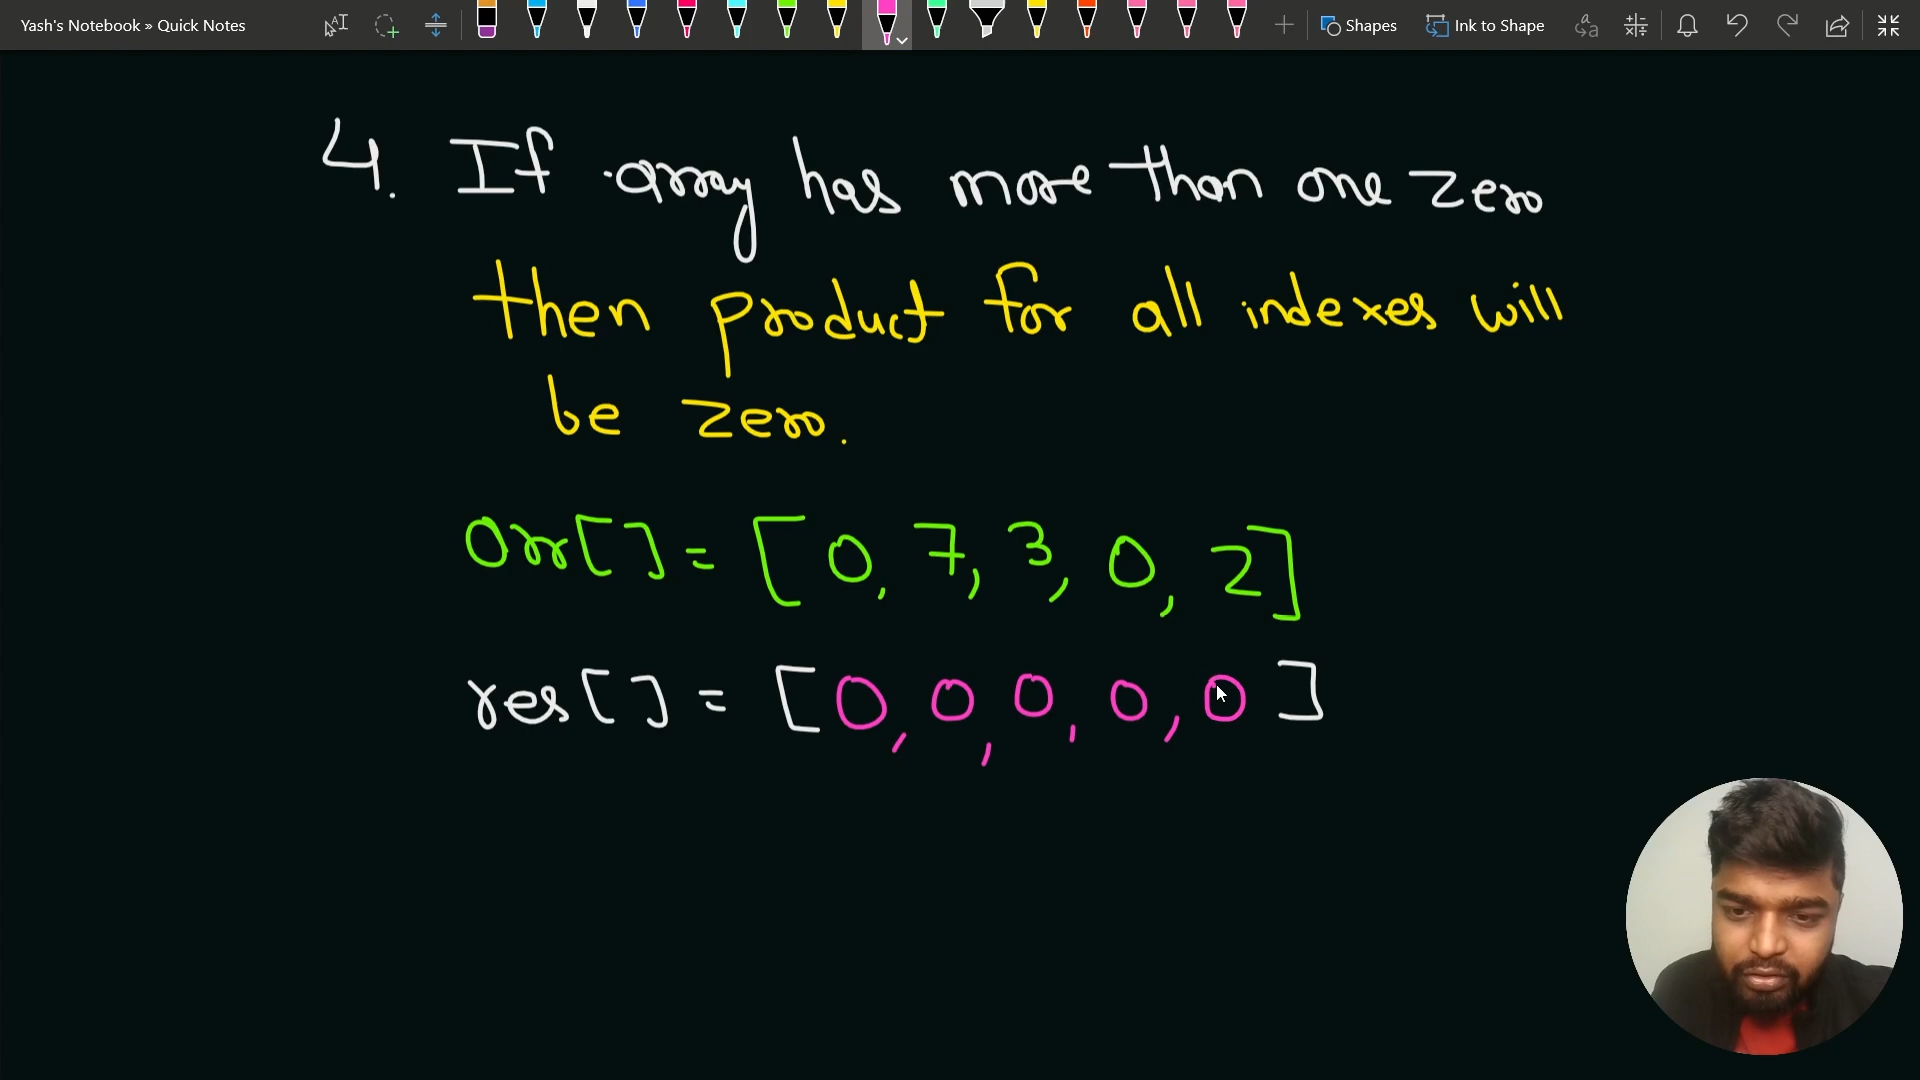 Yash's Notebook » Quick Notes
Shapes
Ink to Shape
4. If array has more than one zero
then product for all indexes will
be zero.
arr[] = [0, 7, 3, 0, 2]
res[] = [0, 0, 0, 0, 0]